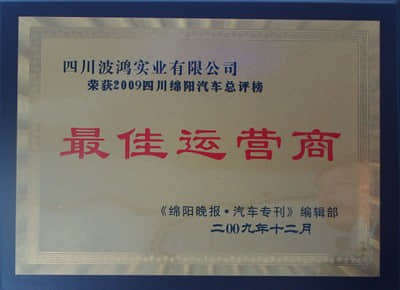 四川波鸿实业有限公司
荣获2009四川绵阳汽车总评榜
最佳运营商
《绵阳晚报·汽车专刊》编辑部
二00九年十二月